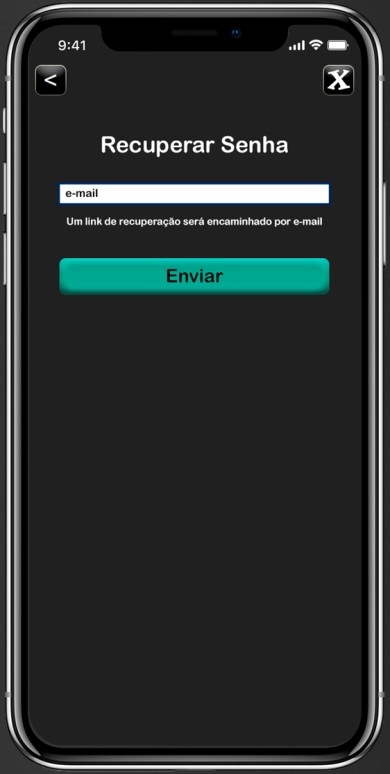 9:41
<
X
Recuperar Senha
e-mail
Um link de recuperação será encaminhado por e-mail
Enviar